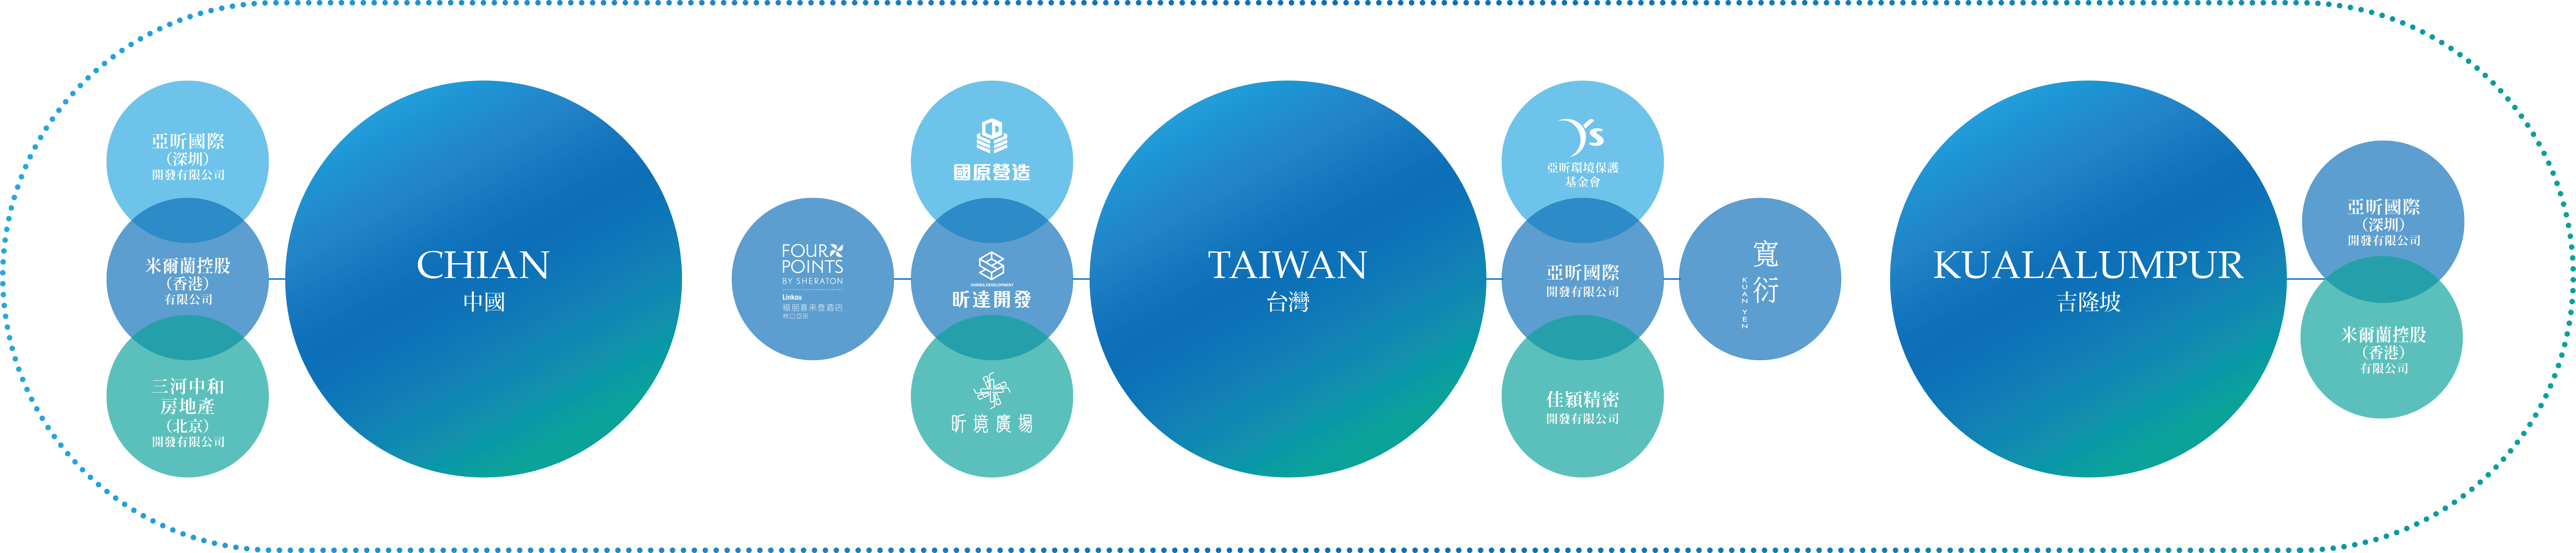 亞昕國際
(深圳)
開發有限公司
米爾蘭控股
(香港)
有限公司
三河中和
房地產
(北京)
開發有限公司
CHIAN
中國
FOUR
POINTS
BY SHERATON
Linkou
福朋喜來登酒店
林口亞昕
國原營造
SHINDA DEVELOPMENT
昕達開發
昕境廣場
TAIWAN
台灣
Y's
亞昕環境保護
基金會
亞昕國際
開發有限公司
佳穎精密
開發有限公司
寬衍
KUAN YEN
KUALALUMPUR
吉隆坡
亞昕國際
(深圳)
開發有限公司
米爾蘭控股
(香港)
有限公司